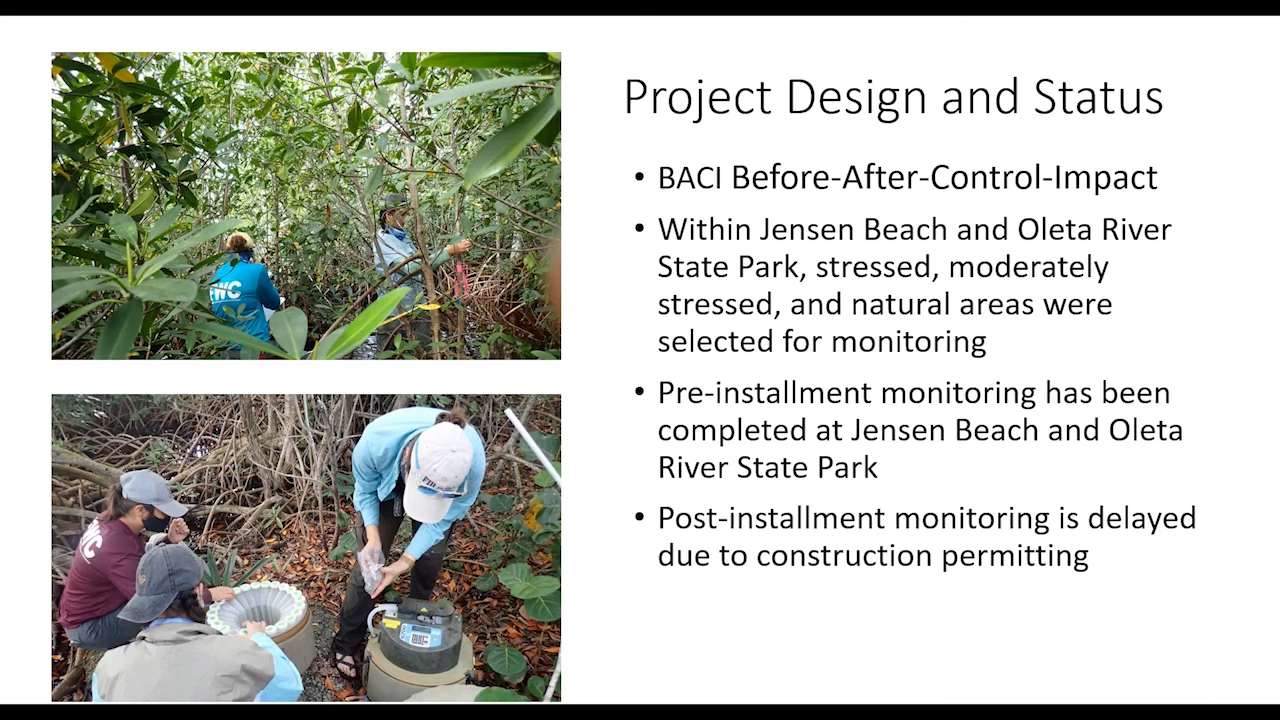 Project Design and Status
• BACI Before-After-Control-Impact
• Within Jensen Beach and Oleta River
State Park, stressed, moderately
stressed, and natural areas were
selected for monitoring
• Pre-installment monitoring has been
completed at Jensen Beach and Oleta
River State Park
• Post-installment monitoring is delayed
due to construction permitting